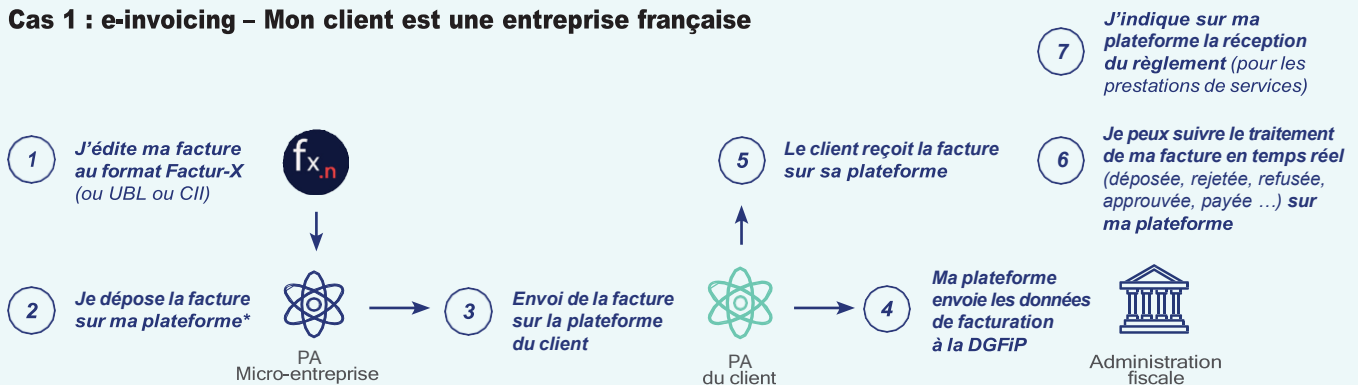 Cas 1 : e-invoicing – Mon client est une entreprise française
1
J'édite ma facture
au format Factur-X
(ou UBL ou CII)
fx.n
2
Je dépose la facture
sur ma plateforme*
PA
Micro-entreprise
3
Envoi de la facture
sur la plateforme
du client
PA
du client
4
Ma plateforme
envoie les données
de facturation
à la DGFiP
Administration
fiscale
5
Le client reçoit la facture
sur sa plateforme
6
Je peux suivre le traitement
de ma facture en temps réel
(déposée, rejetée, refusée,
approuvée, payée …) sur
ma plateforme
7
J'indique sur ma
plateforme la réception
du règlement (pour les
prestations de services)